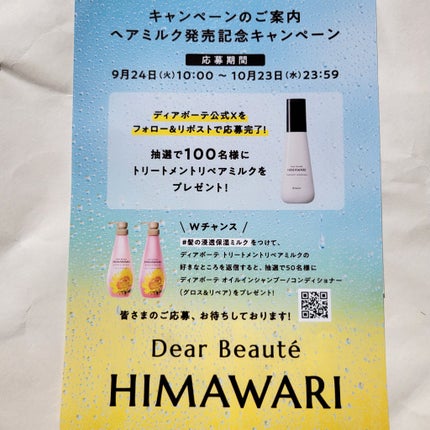 キャンペーンのご案内
ヘアミルク発売記念キャンペーン
応募期間
9月24日(火)10:00 ～ 10月23日(水)23:59
ディアボーテ公式Xを
フォロー&リポストで応募完了!
抽選で100名様に
トリートメントリペアミルクを
プレゼント!
HIMAWARI
\ Wチャンス /
#髪の浸透保湿ミルク をつけて、
ディアボーテ トリートメントリペアミルクの
好きなところを返信すると、抽選で50名様に
ディアボーテ オイルインシャンプー/コンディショナー
(グロス&リペア)をプレゼント!
HIMAWARI
HIMAWARI
皆さまのご応募、お待ちしております!
Dear Beauté
HIMAWARI